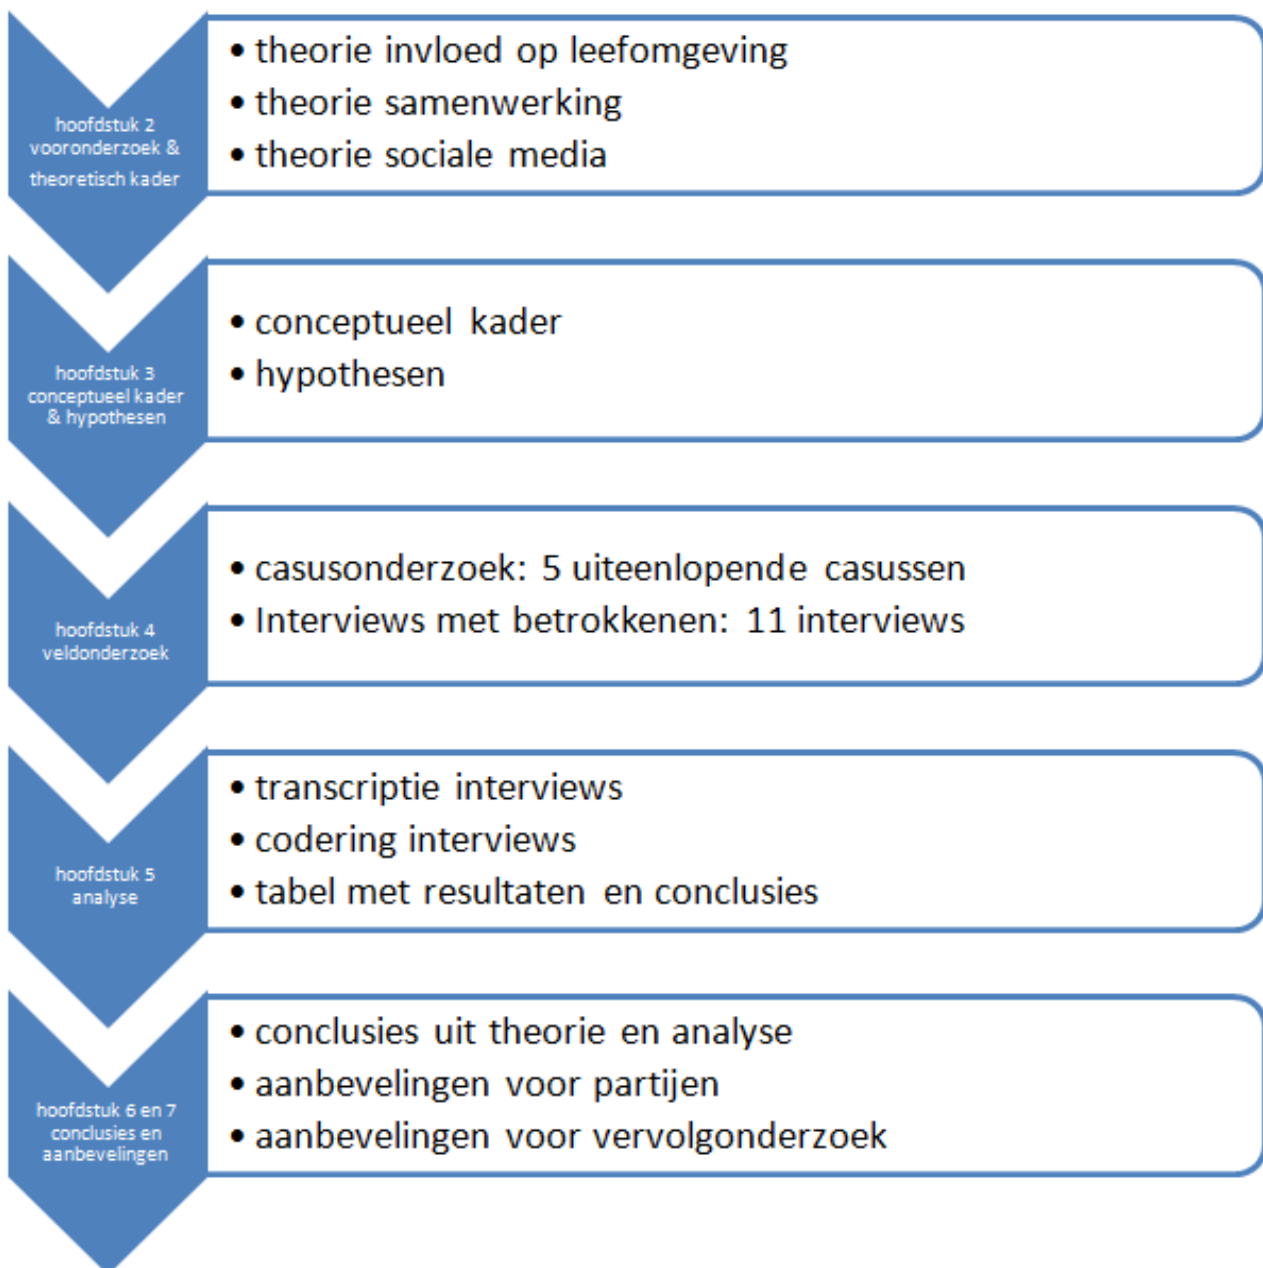 hoofdstuk 2
vooronderzoek &
theoretisch kader
• theorie invloed op leefomgeving
• theorie samenwerking
• theorie sociale media
hoofdstuk 3
conceptueel kader
& hypothesen
• conceptueel kader
• hypothesen
hoofdstuk 4
veldonderzoek
• casusonderzoek: 5 uiteenlopende casussen
• Interviews met betrokkenen: 11 interviews
hoofdstuk 5
analyse
• transcriptie interviews
• codering interviews
• tabel met resultaten en conclusies
hoofdstuk 6 en 7
conclusies en
aanbevelingen
• conclusies uit theorie en analyse
• aanbevelingen voor partijen
• aanbevelingen voor vervolgonderzoek